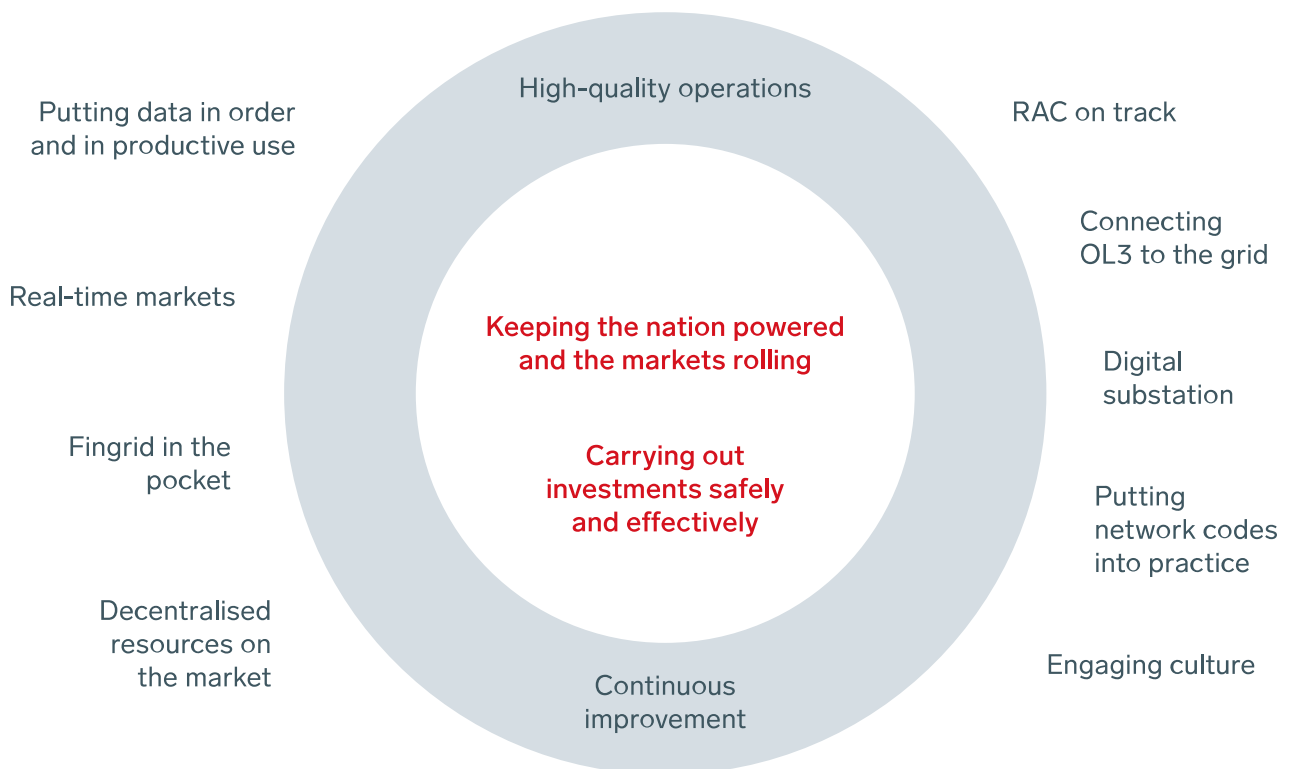 High-quality operations
Putting data in order
and in productive use
Real-time markets
Fingrid in the
pocket
Decentralised
resources on
the market
Keeping the nation powered
and the markets rolling
Carrying out
investments safely
and effectively
Continuous
improvement
RAC on track
Connecting
OL3 to the grid
Digital
substation
Putting
network codes
into practice
Engaging culture